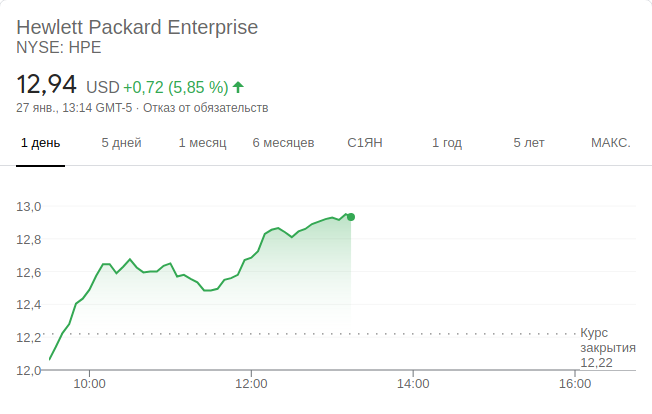 Hewlett Packard Enterprise
NYSE: HPE
12,94 USD +0,72 (5,85 %)
27 янв., 13:14 GMT-5 · Отказ от обязательств
1 день 5 дней 1 месяц 6 месяцев С1ЯН 1 год 5 лет МАКС.
13,0
12,8
12,6
12,4
12,2
12,0
Курс
закрытия
12,22
10:00 12:00 14:00 16:00